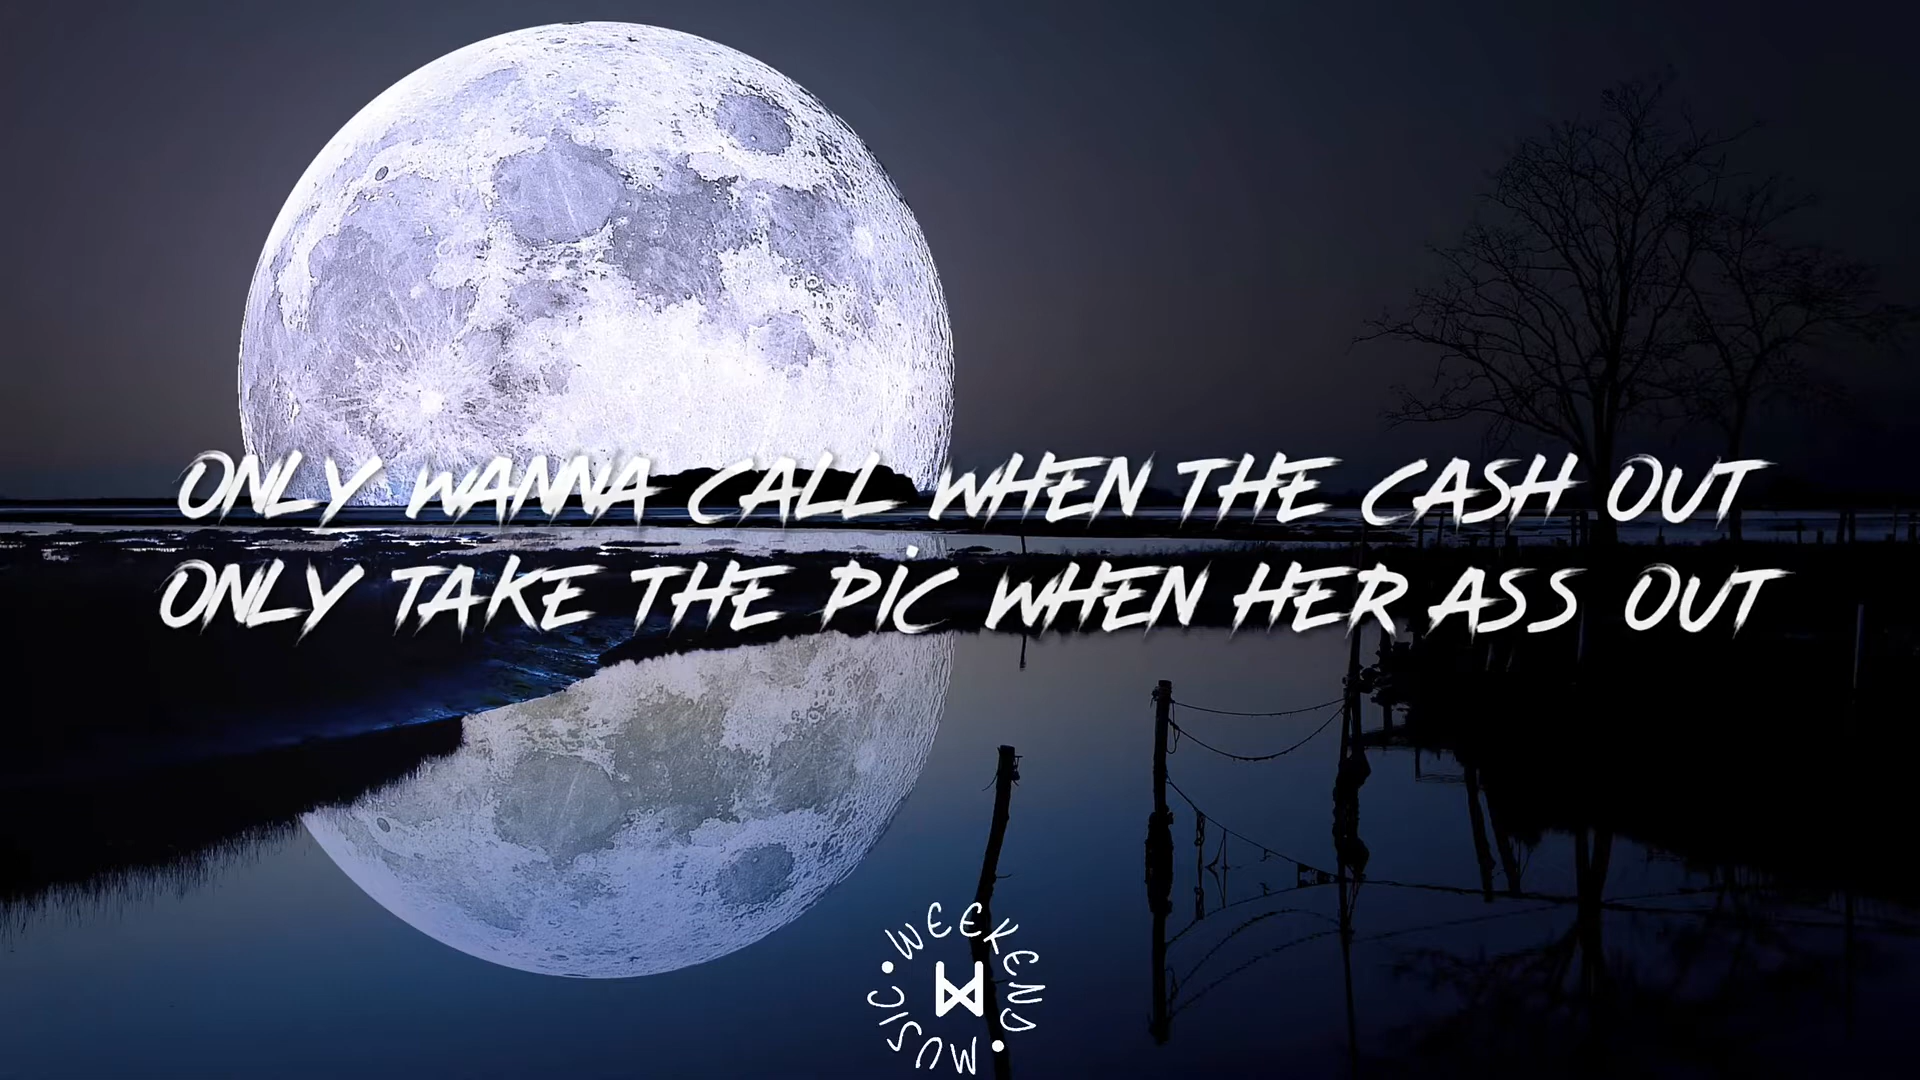 ONLY WANNA CALL WHEN THE CASH OUT
ONLY TAKE THE PiC WHEN HER ASS OUT
WEEKEND
MUSIC